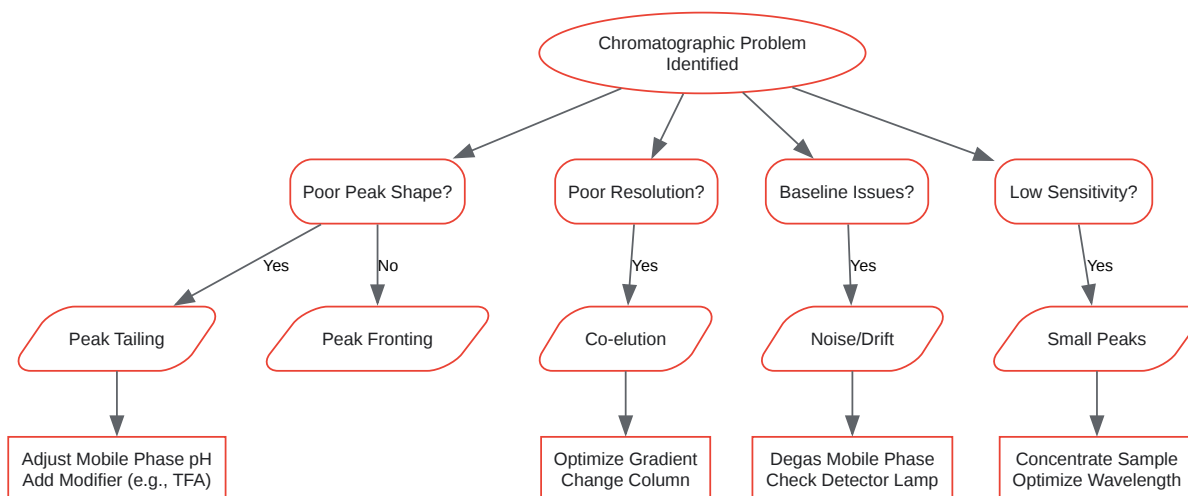 Chromatographic Problem
Identified
Poor Peak Shape?
Poor Resolution?
Baseline Issues?
Low Sensitivity?
Yes
No
Yes
Yes
Yes
Peak Tailing
Peak Fronting
Co-elution
Noise/Drift
Small Peaks
Adjust Mobile Phase pH
Add Modifier (e.g., TFA)
Optimize Gradient
Change Column
Degas Mobile Phase
Check Detector Lamp
Concentrate Sample
Optimize Wavelength